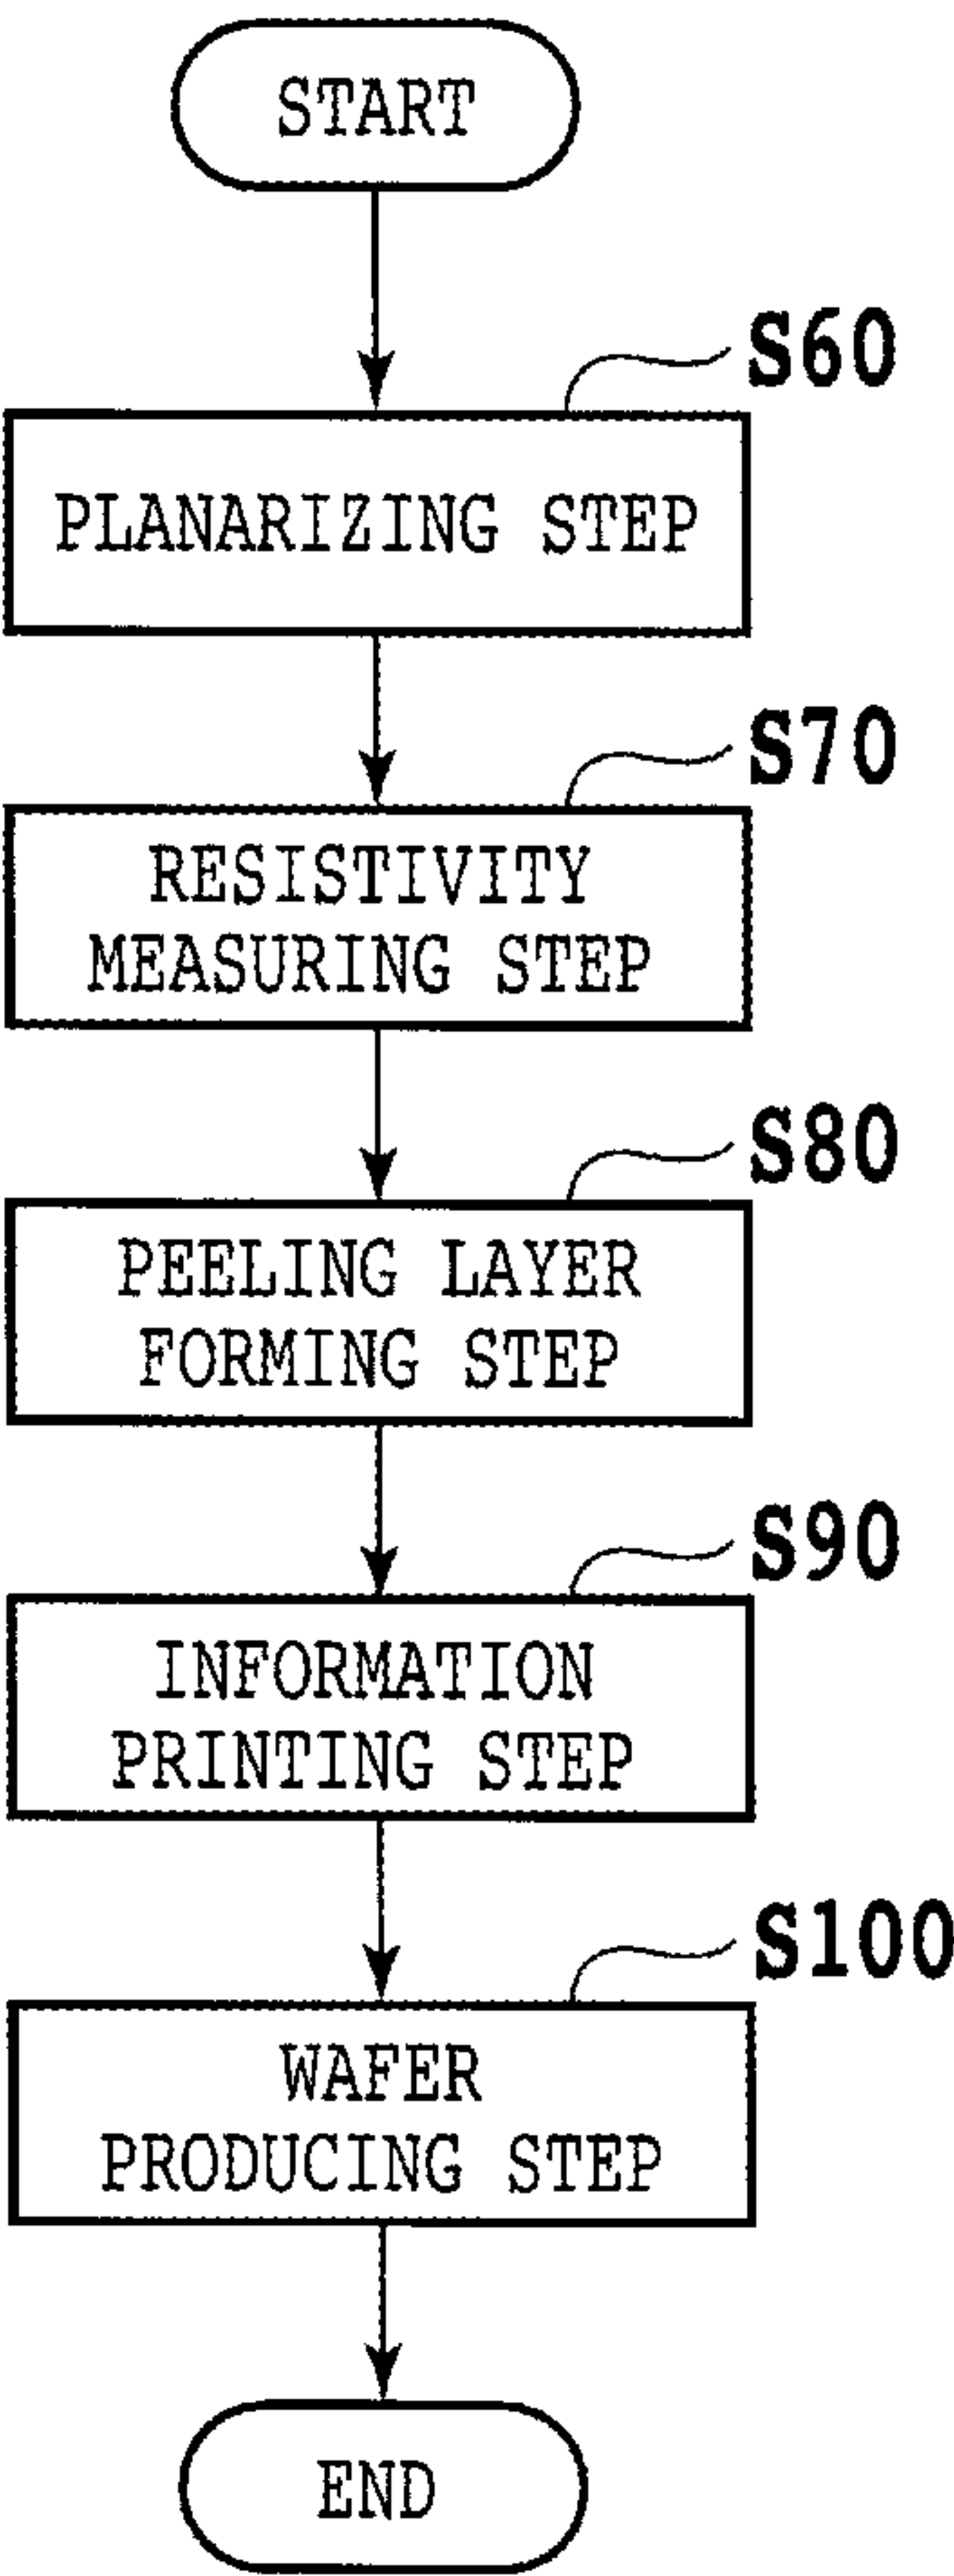 START
S60
PLANARIZING STEP
S70
RESISTIVITY
MEASURING STEP
S80
PEELING LAYER
FORMING STEP
S90
INFORMATION
PRINTING STEP
S100
WAFER
PRODUCING STEP
END